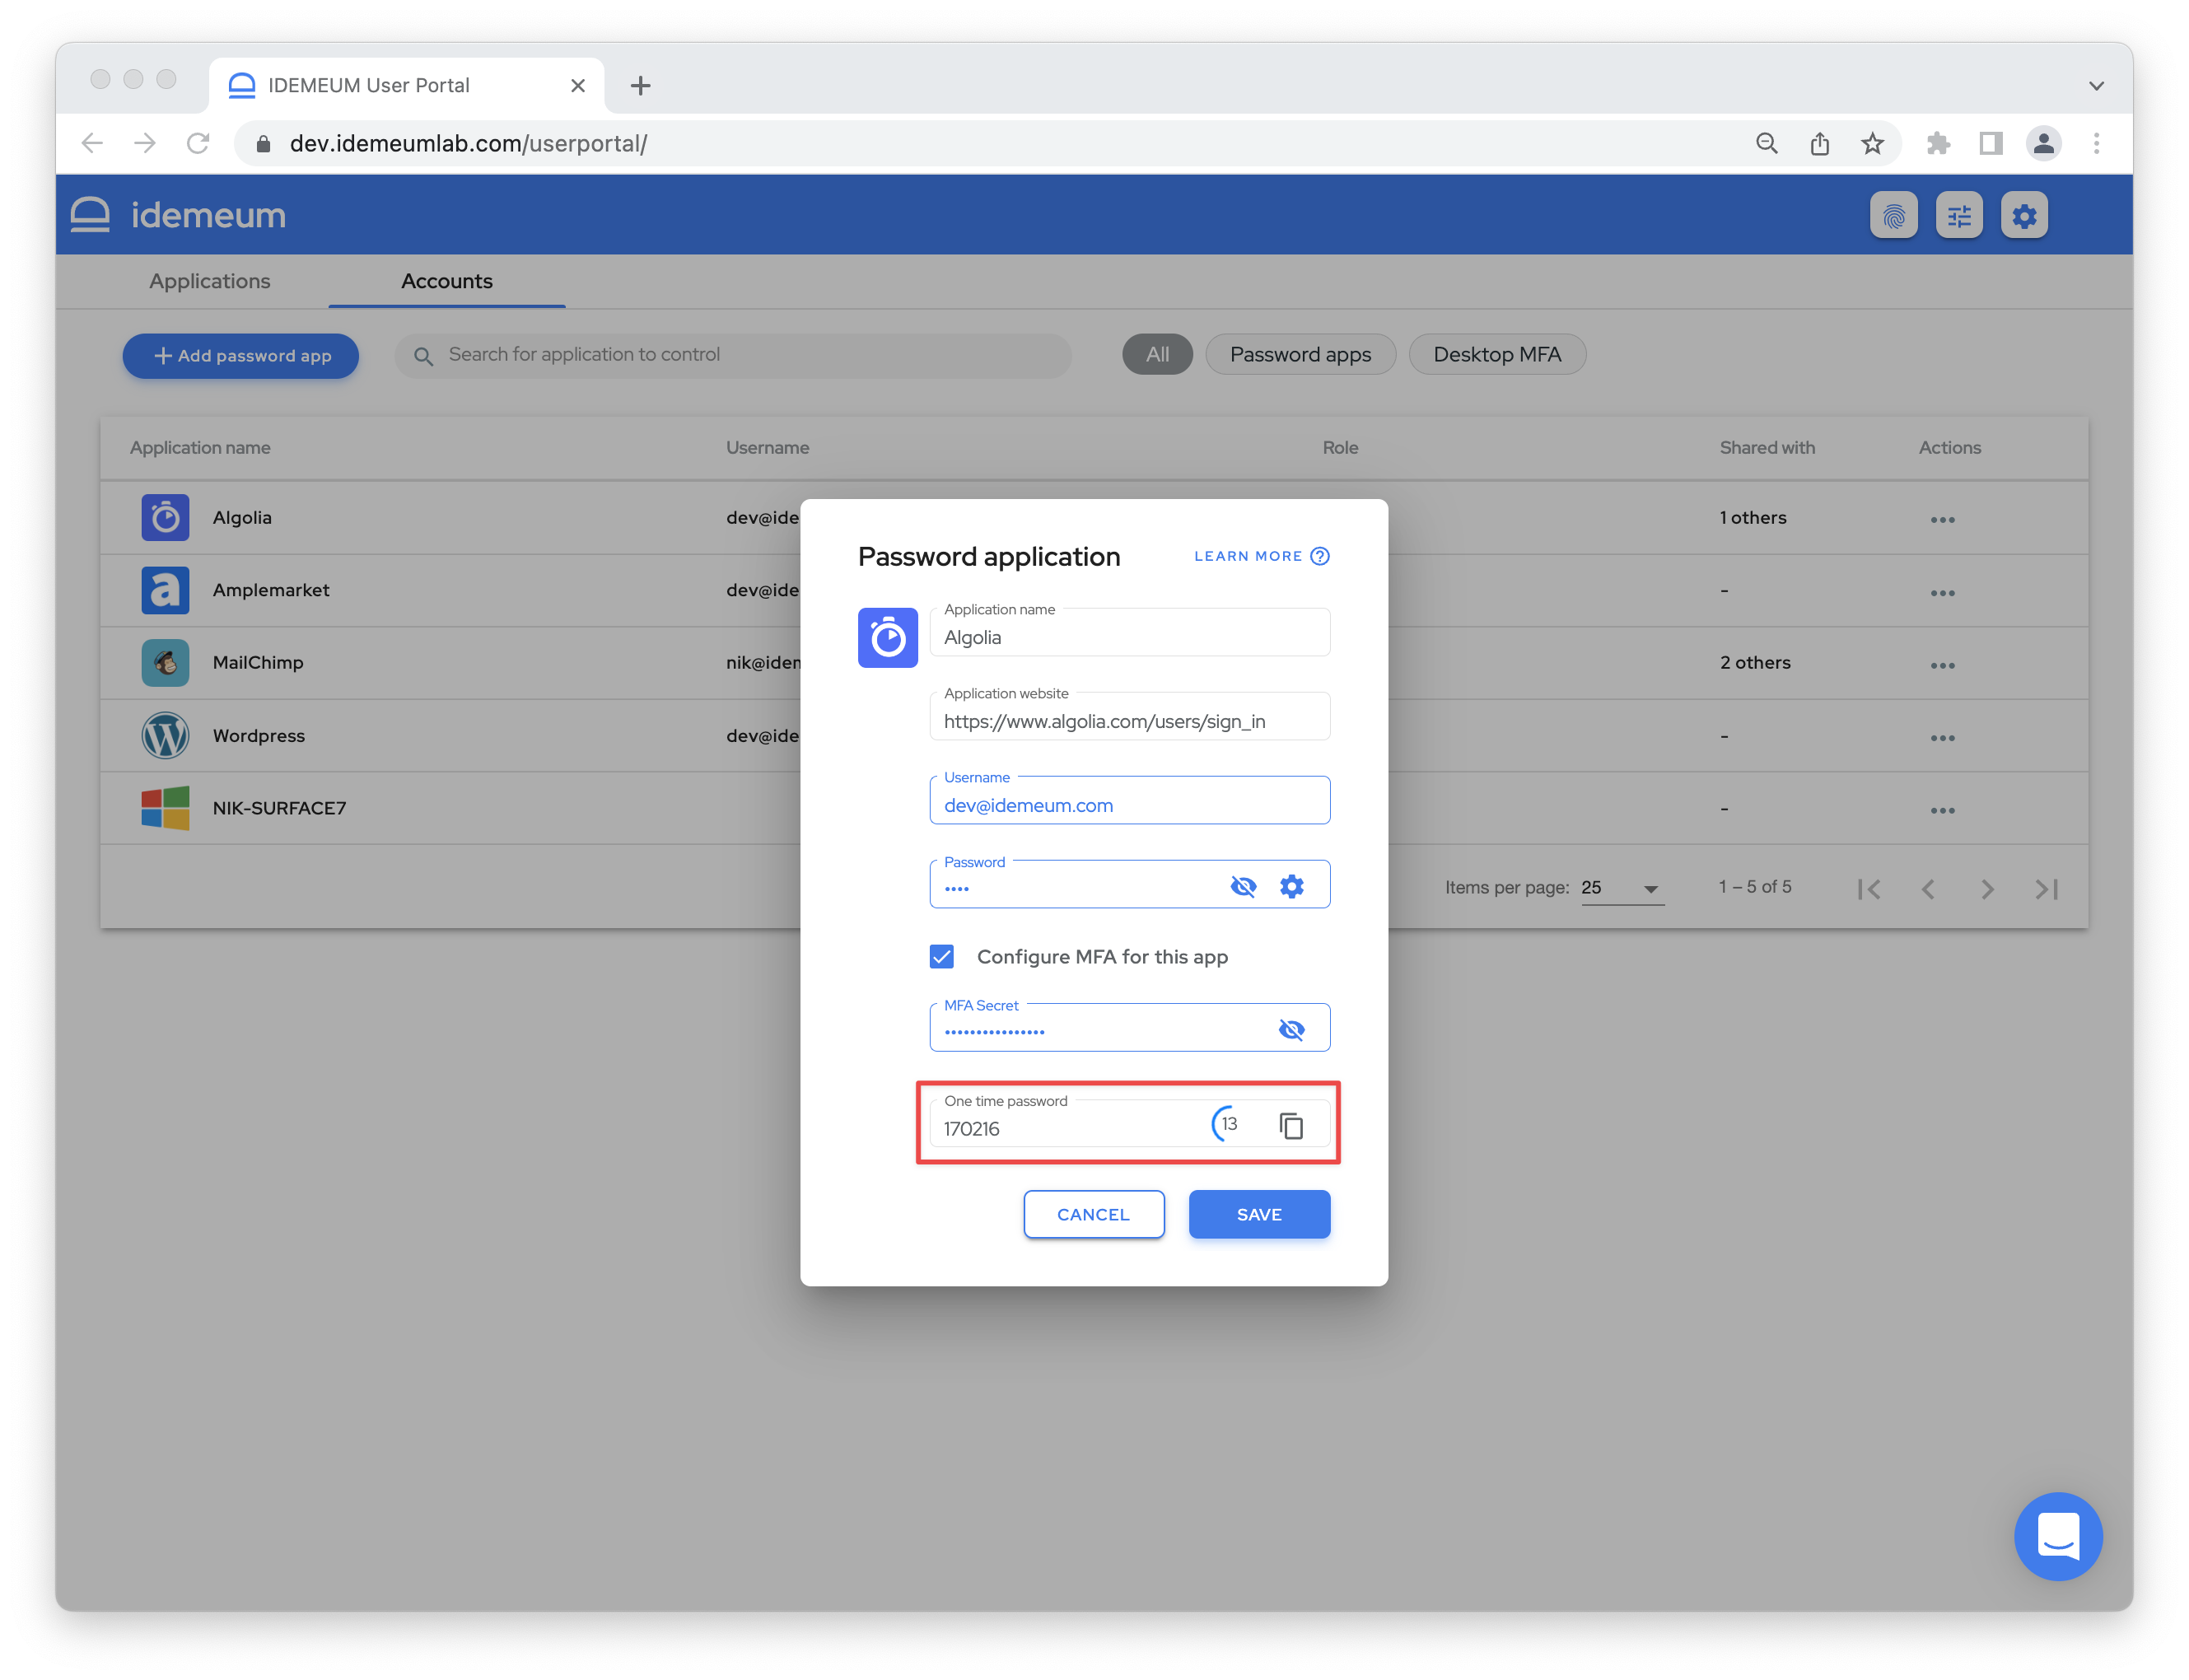 IDEMEUM User Portal
dev.idemeumlab.com/userportal/
idemeum
Applications
Accounts
+ Add password app
Search for application to control
All
Password apps
Desktop MFA
Application name
Username
Role
Shared with
Actions
Algolia
dev@ide
1 others
Amplemarket
dev@ide
-
MailChimp
nik@iden
2 others
Wordpress
dev@ide
-
NIK-SURFACE7
-
Items per page: 25
1 – 5 of 5
Password application
LEARN MORE
Application name
Algolia
Application website
https://www.algolia.com/users/sign_in
Username
dev@idemeum.com
Password
••••
Configure MFA for this app
MFA Secret
••••••••••••••••
One time password
170216
13
CANCEL
SAVE